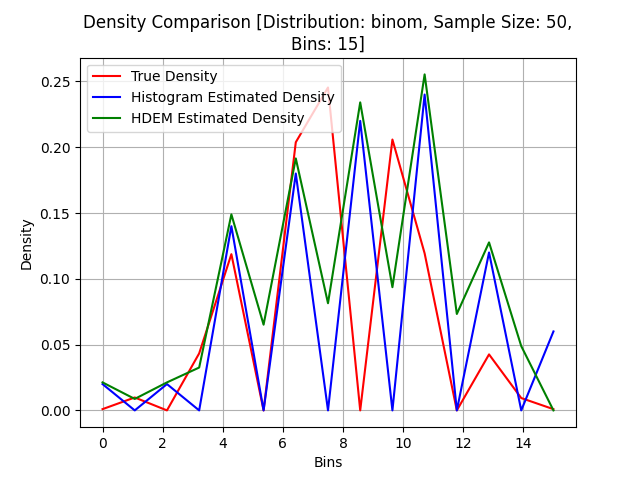 Density Comparison [Distribution: binom, Sample Size: 50,
Bins: 15]
True Density
Histogram Estimated Density
HDEM Estimated Density
Density
0.25
0.20
0.15
0.10
0.05
0.00
0 2 4 6 8 10 12 14
Bins